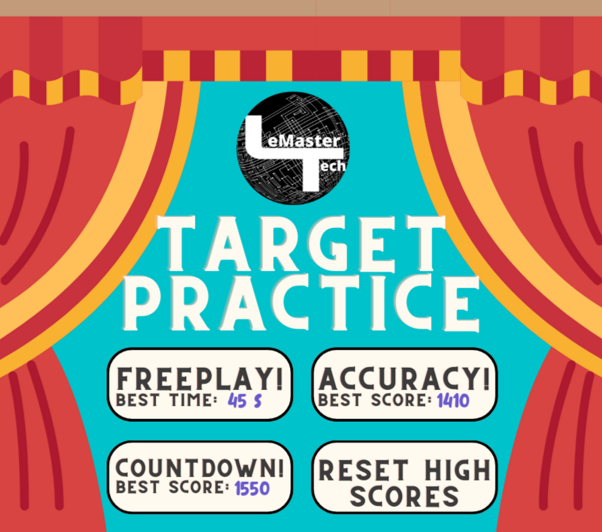 LeMaster
Tech
TARGET
PRACTICE
FREEPLAY!
BEST TIME: 45 S
ACCURACY!
BEST SCORE: 1410
COUNTDOWN!
BEST SCORE: 1550
RESET HIGH
SCORES